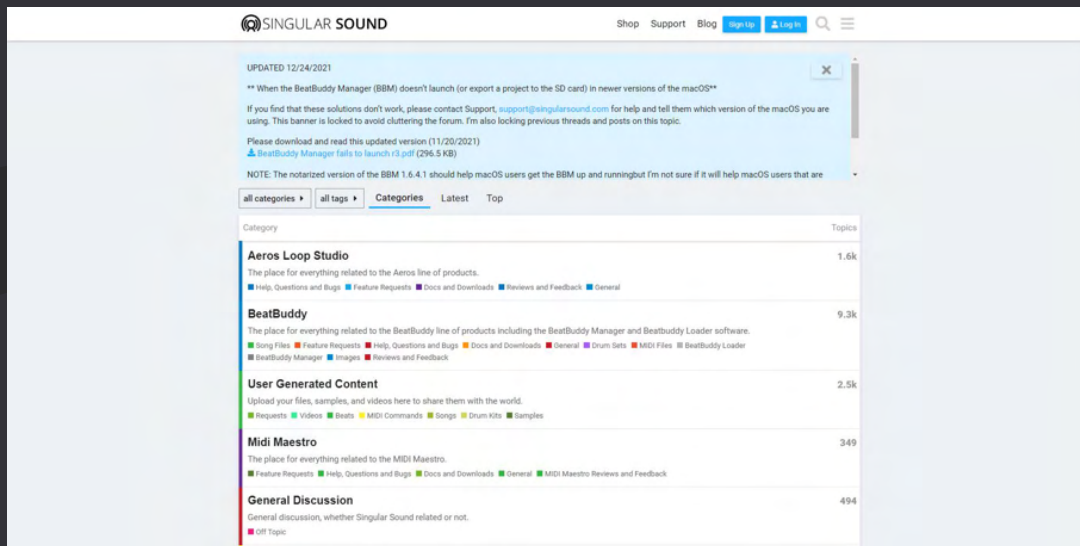 SINGULAR SOUND
Shop Support Blog Sign Up Log In
UPDATED 12/24/2021
** When the BeatBuddy Manager (BBM) doesn't launch (or export a project to the SD card) in newer versions of the macOS**
If you find that these solutions don't work, please contact Support, support@singularsound.com for help and tell them which version of the macOS you are
using. This banner is locked to avoid cluttering the forum. I'm also locking previous threads and posts on this topic.
Please download and read this updated version (11/20/2021)
BeatBuddy Manager fails to launch r3.pdf (296.5 KB)
NOTE: The notarized version of the BBM 1.6.4.1 should help macOS users get the BBM up and runningbut I'm not sure if it will help macOS users that are
all categories all tags Categories Latest Top
Category Topics
Aeros Loop Studio 1.6k
The place for everything related to the Aeros line of products.
Help, Questions and Bugs Feature Requests Docs and Downloads Reviews and Feedback General
BeatBuddy 9.3k
The place for everything related to the BeatBuddy line of products including the BeatBuddy Manager and Beatbuddy Loader software.
Song Files Feature Requests Help, Questions and Bugs Docs and Downloads General Drum Sets MIDI Files BeatBuddy Loader
BeatBuddy Manager Images Reviews and Feedback
User Generated Content 2.5k
Upload your files, samples, and videos here to share them with the world.
Requests Videos Beats MIDI Commands Songs Drum Kits Samples
Midi Maestro 349
The place for everything related to the MIDI Maestro.
Feature Requests Help, Questions and Bugs Docs and Downloads General MIDI Maestro Reviews and Feedback
General Discussion 494
General discussion, whether Singular Sound related or not.
Off Topic